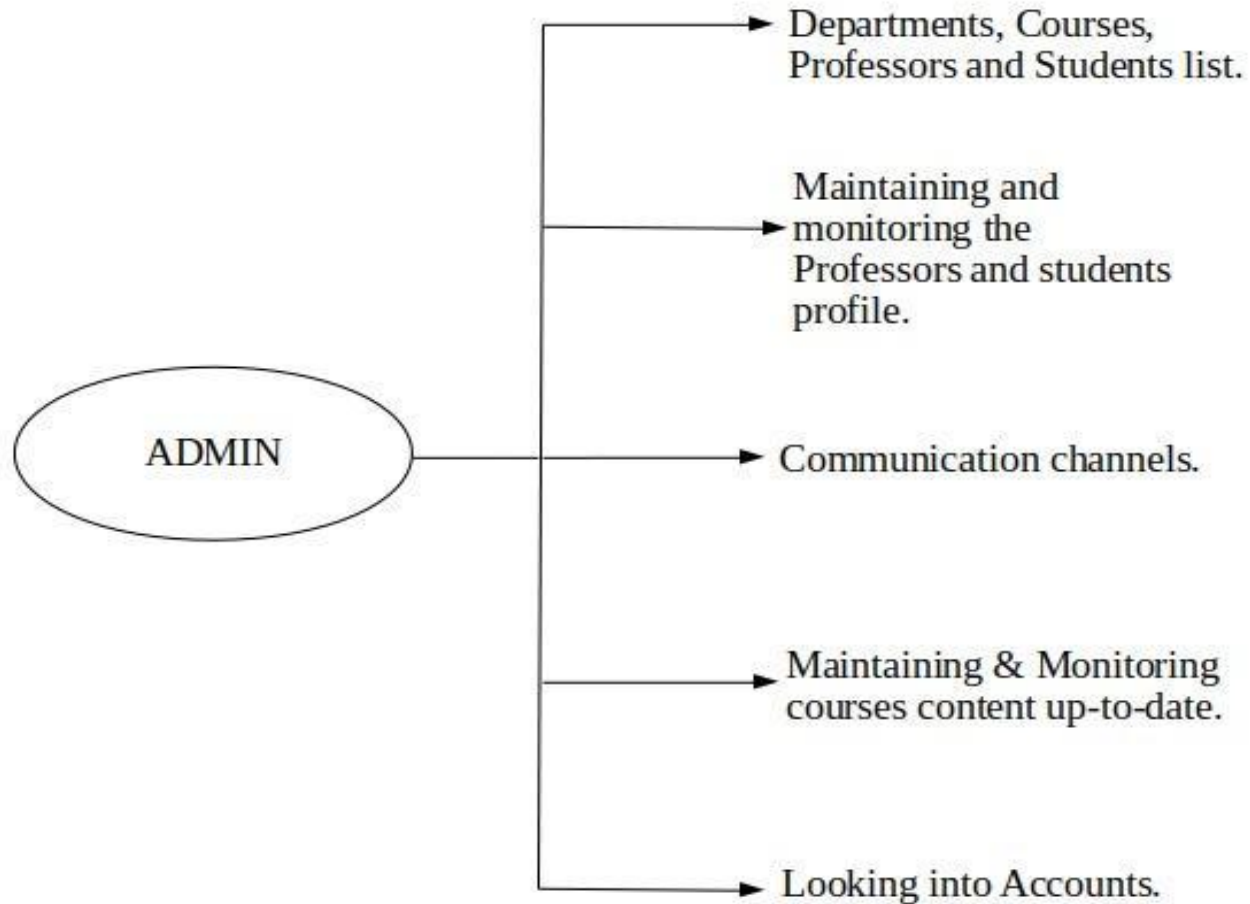 Departments, Courses,
Professors and Students list.
Maintaining and
monitoring the
Professors and students
profile.
ADMIN
Communication channels.
Maintaining & Monitoring
courses content up-to-date.
Looking into Accounts.